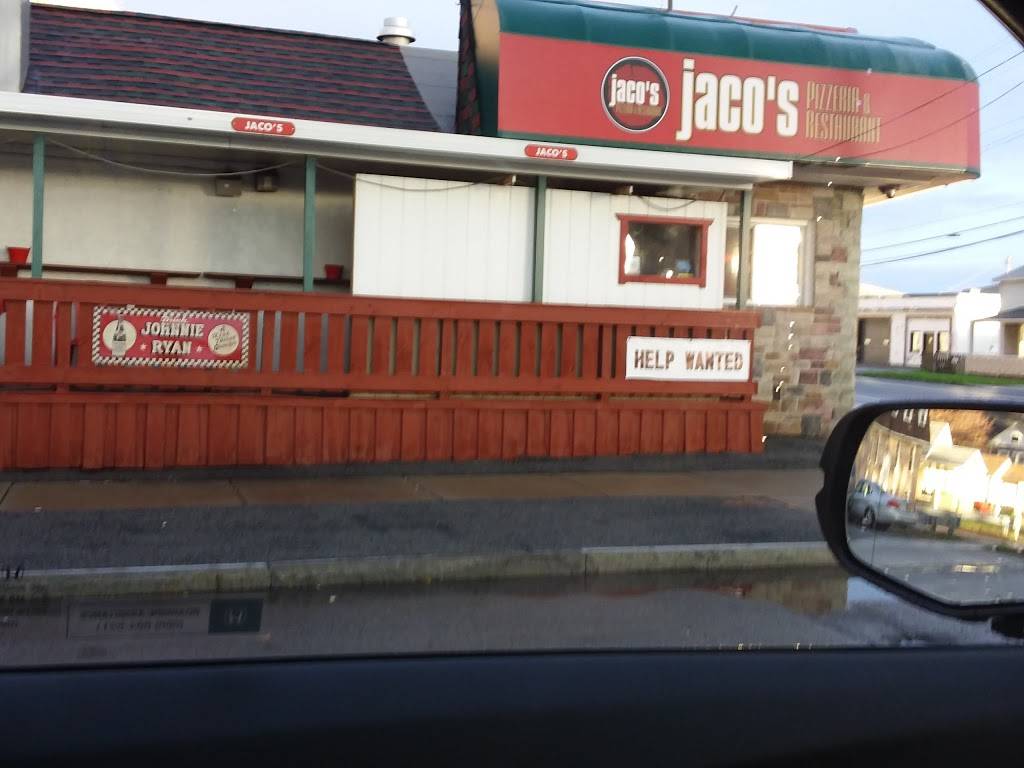 jaco's
jaco's
PIZZERIA &
RESTAURANT
JACO'S
JACO'S
JOHNNIE
RYAN
HELP WANTED